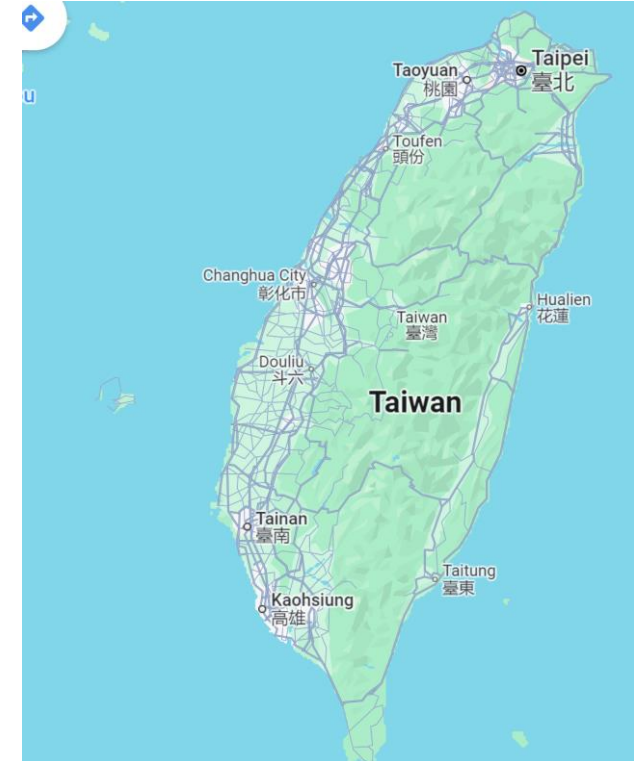 Taipei
臺北
Taoyuan
桃園
u
Toufen
頭份
Changhua City
彰化市
Hualien
花蓮
Taiwan
臺灣
Douliu
斗六
Taiwan
Tainan
臺南
Taitung
臺東
Kaohsiung
高雄